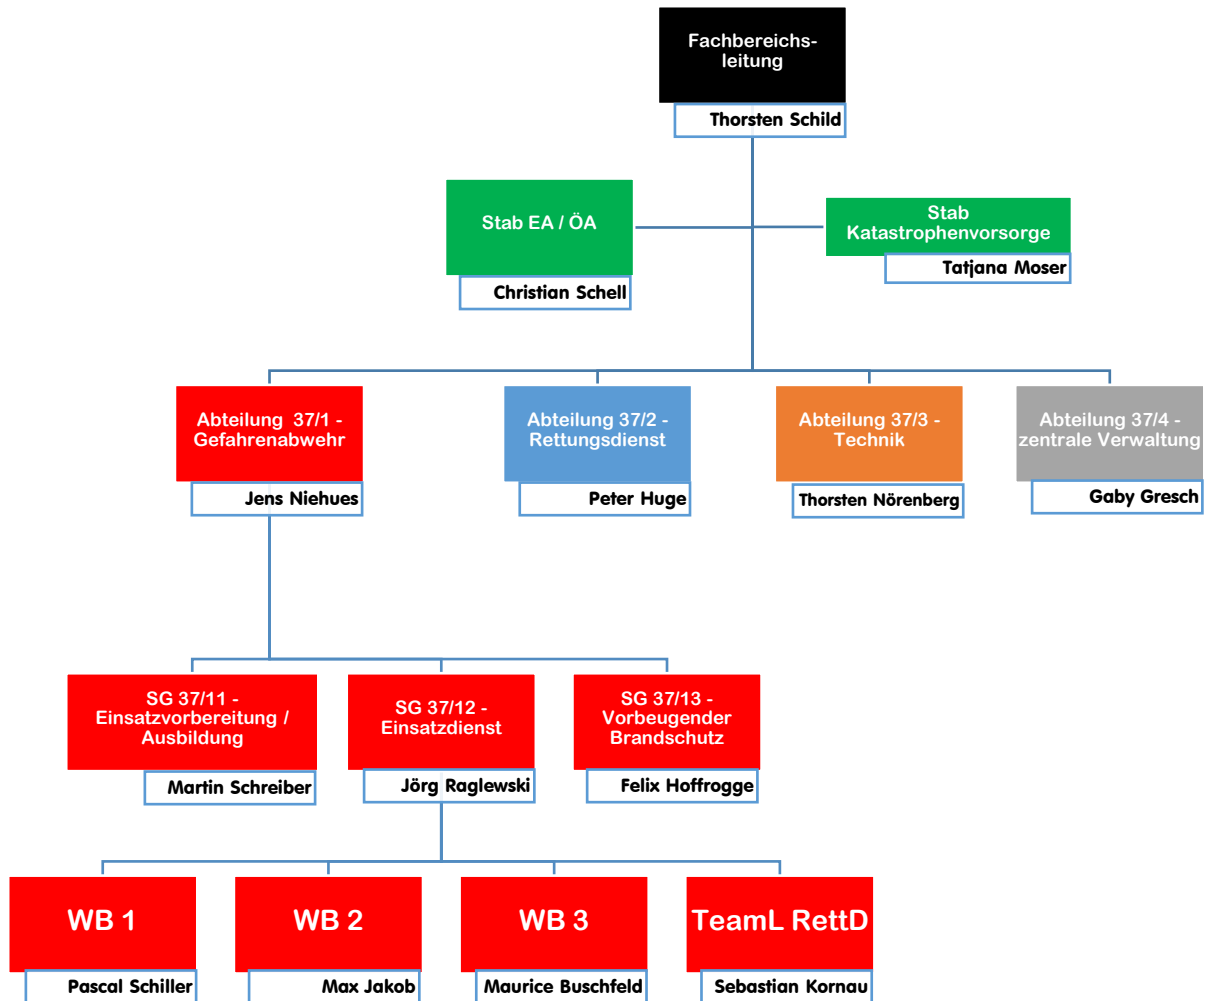 Fachbereichs-
leitung
Thorsten Schild
Stab EA / ÖA
Christian Schell
Stab
Katastrophenvorsorge
Tatjana Moser
Abteilung 37/1 -
Gefahrenabwehr
Jens Niehues
Abteilung 37/2 -
Rettungsdienst
Peter Huge
Abteilung 37/3 -
Technik
Thorsten Nörenberg
Abteilung 37/4 -
zentrale Verwaltung
Gaby Gresch
SG 37/11 -
Einsatzvorbereitung /
Ausbildung
Martin Schreiber
SG 37/12 -
Einsatzdienst
Jörg Raglewski
SG 37/13 -
Vorbeugender
Brandschutz
Felix Hoffrogge
WB 1
Pascal Schiller
WB 2
Max Jakob
WB 3
Maurice Buschfeld
TeamL RettD
Sebastian Kornau